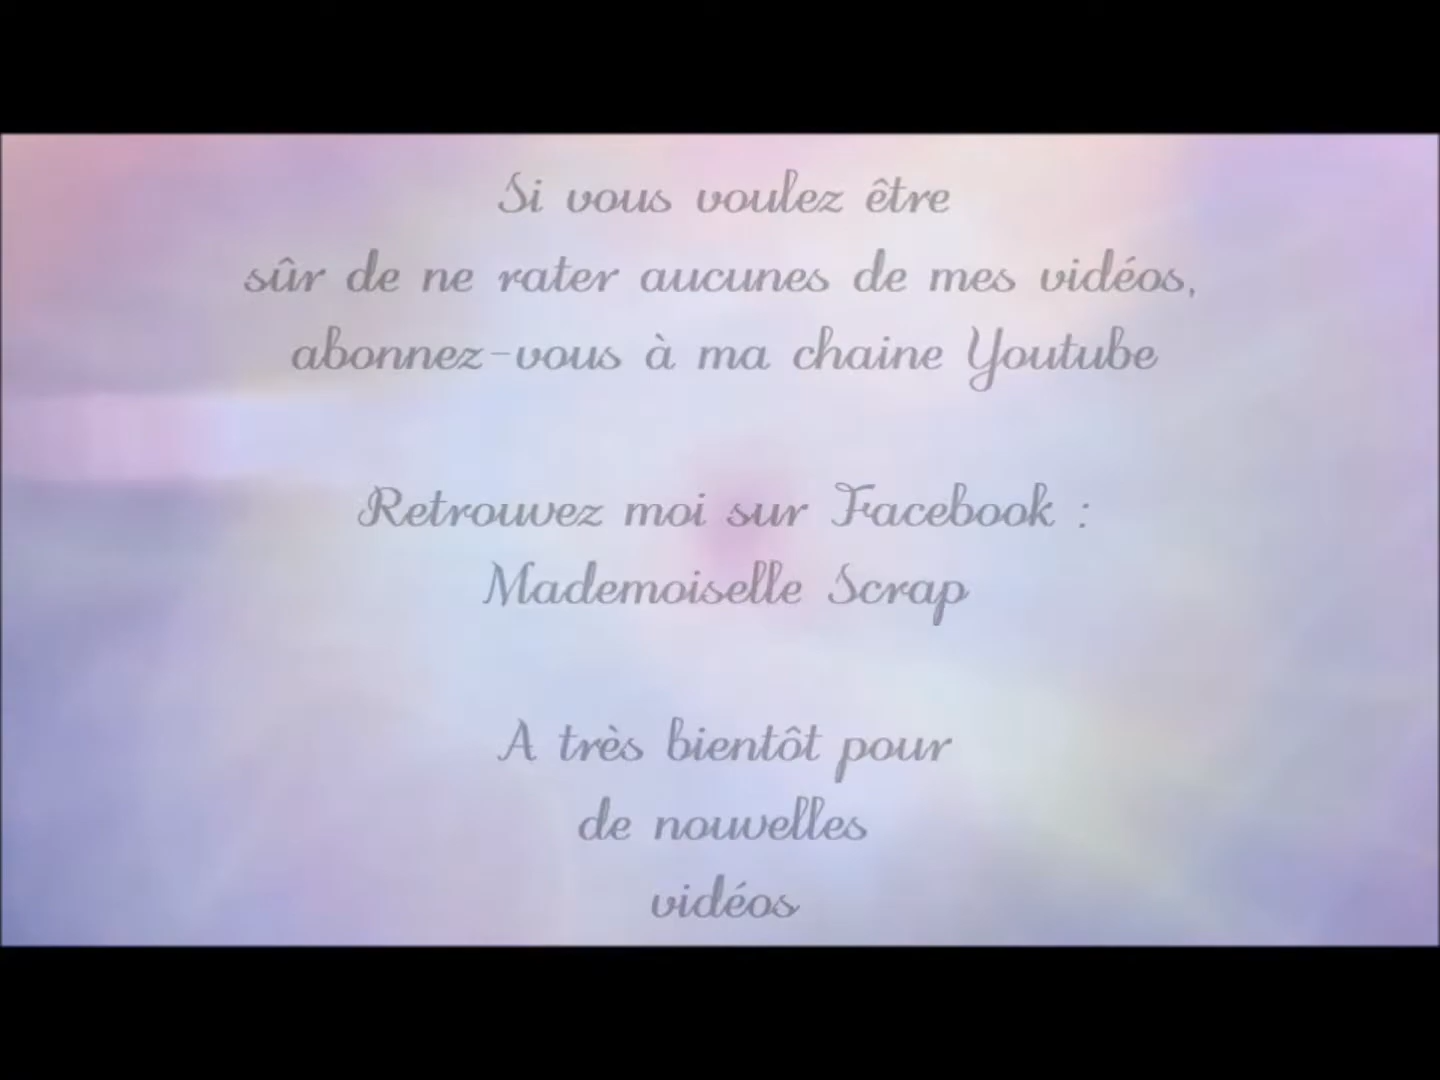 Si vous voulez être
sûr de ne rater aucunes de mes vidéos,
abonnez-vous à ma chaine Youtube
Retrouvez moi sur Facebook :
Mademoiselle Scrap
A très bientôt pour
de nouvelles
vidéos